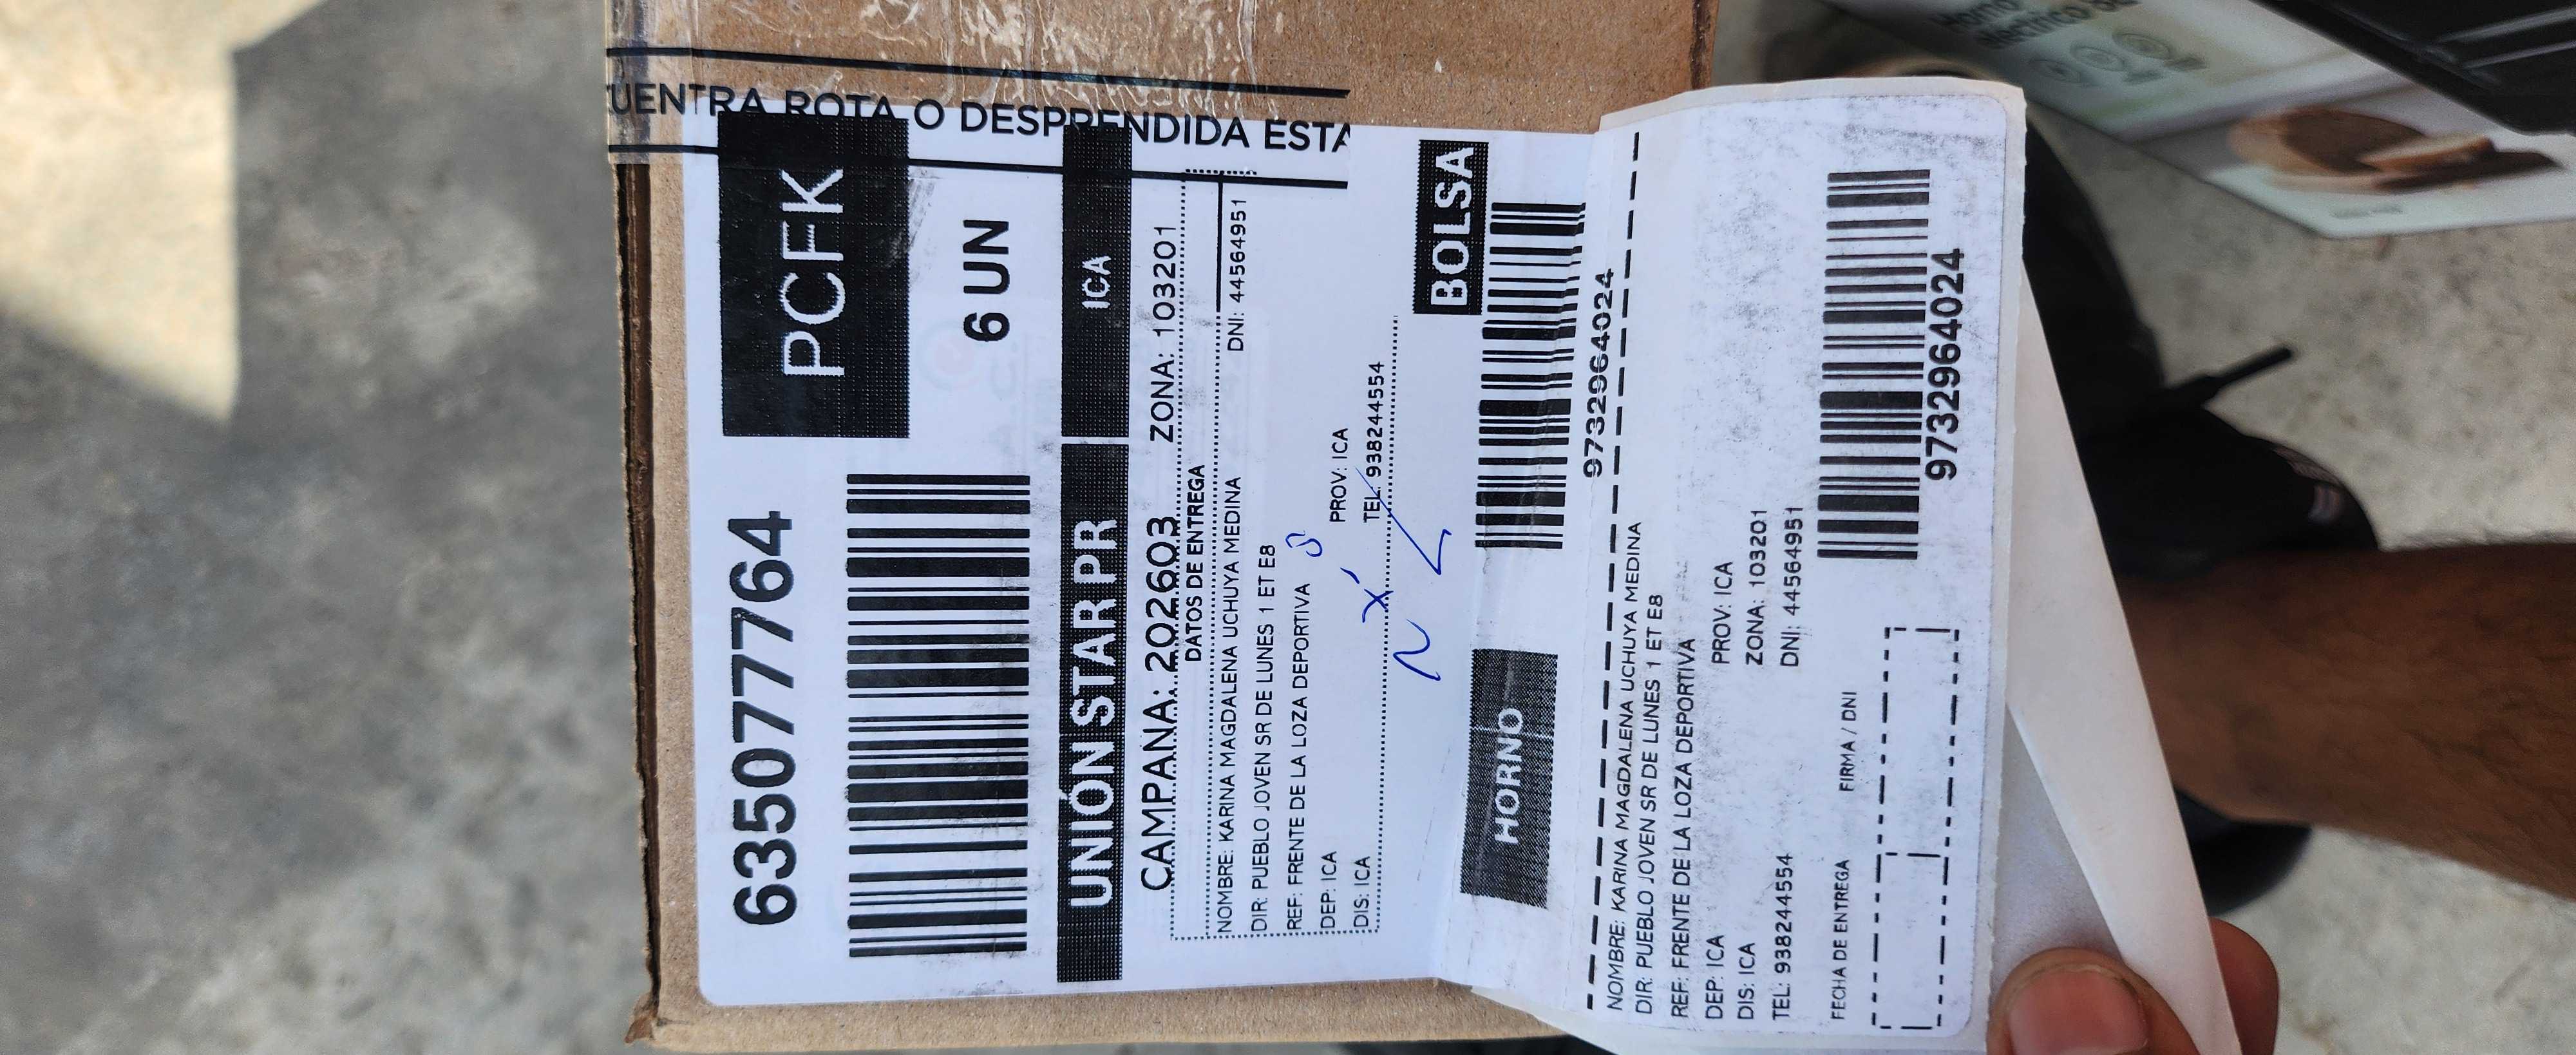 UENTRA ROTA O DESPRENDIDA ESTA
6350777764
PCFK
6 UN
UNIÓN STAR PR
ICA
CAMPAÑA: 202603
ZONA: 103201
DATOS DE ENTREGA
NOMBRE: KARINA MAGDALENA UCHUYA MEDINA
DNI: 44564951
DIR: PUEBLO JOVEN SR DE LUNES 1 ET E8
REF: FRENTE DE LA LOZA DEPORTIVA
DEP: ICA
PROV: ICA
DIS: ICA
TEL: 938244554
HORNO
BOLSA
9732964024
NOMBRE: KARINA MAGDALENA UCHUYA MEDINA
DIR: PUEBLO JOVEN SR DE LUNES 1 ET E8
REF: FRENTE DE LA LOZA DEPORTIVA
DEP: ICA
PROV: ICA
DIS: ICA
ZONA: 103201
TEL: 938244554
DNI: 44564951
FECHA DE ENTREGA
FIRMA / DNI
9732964024